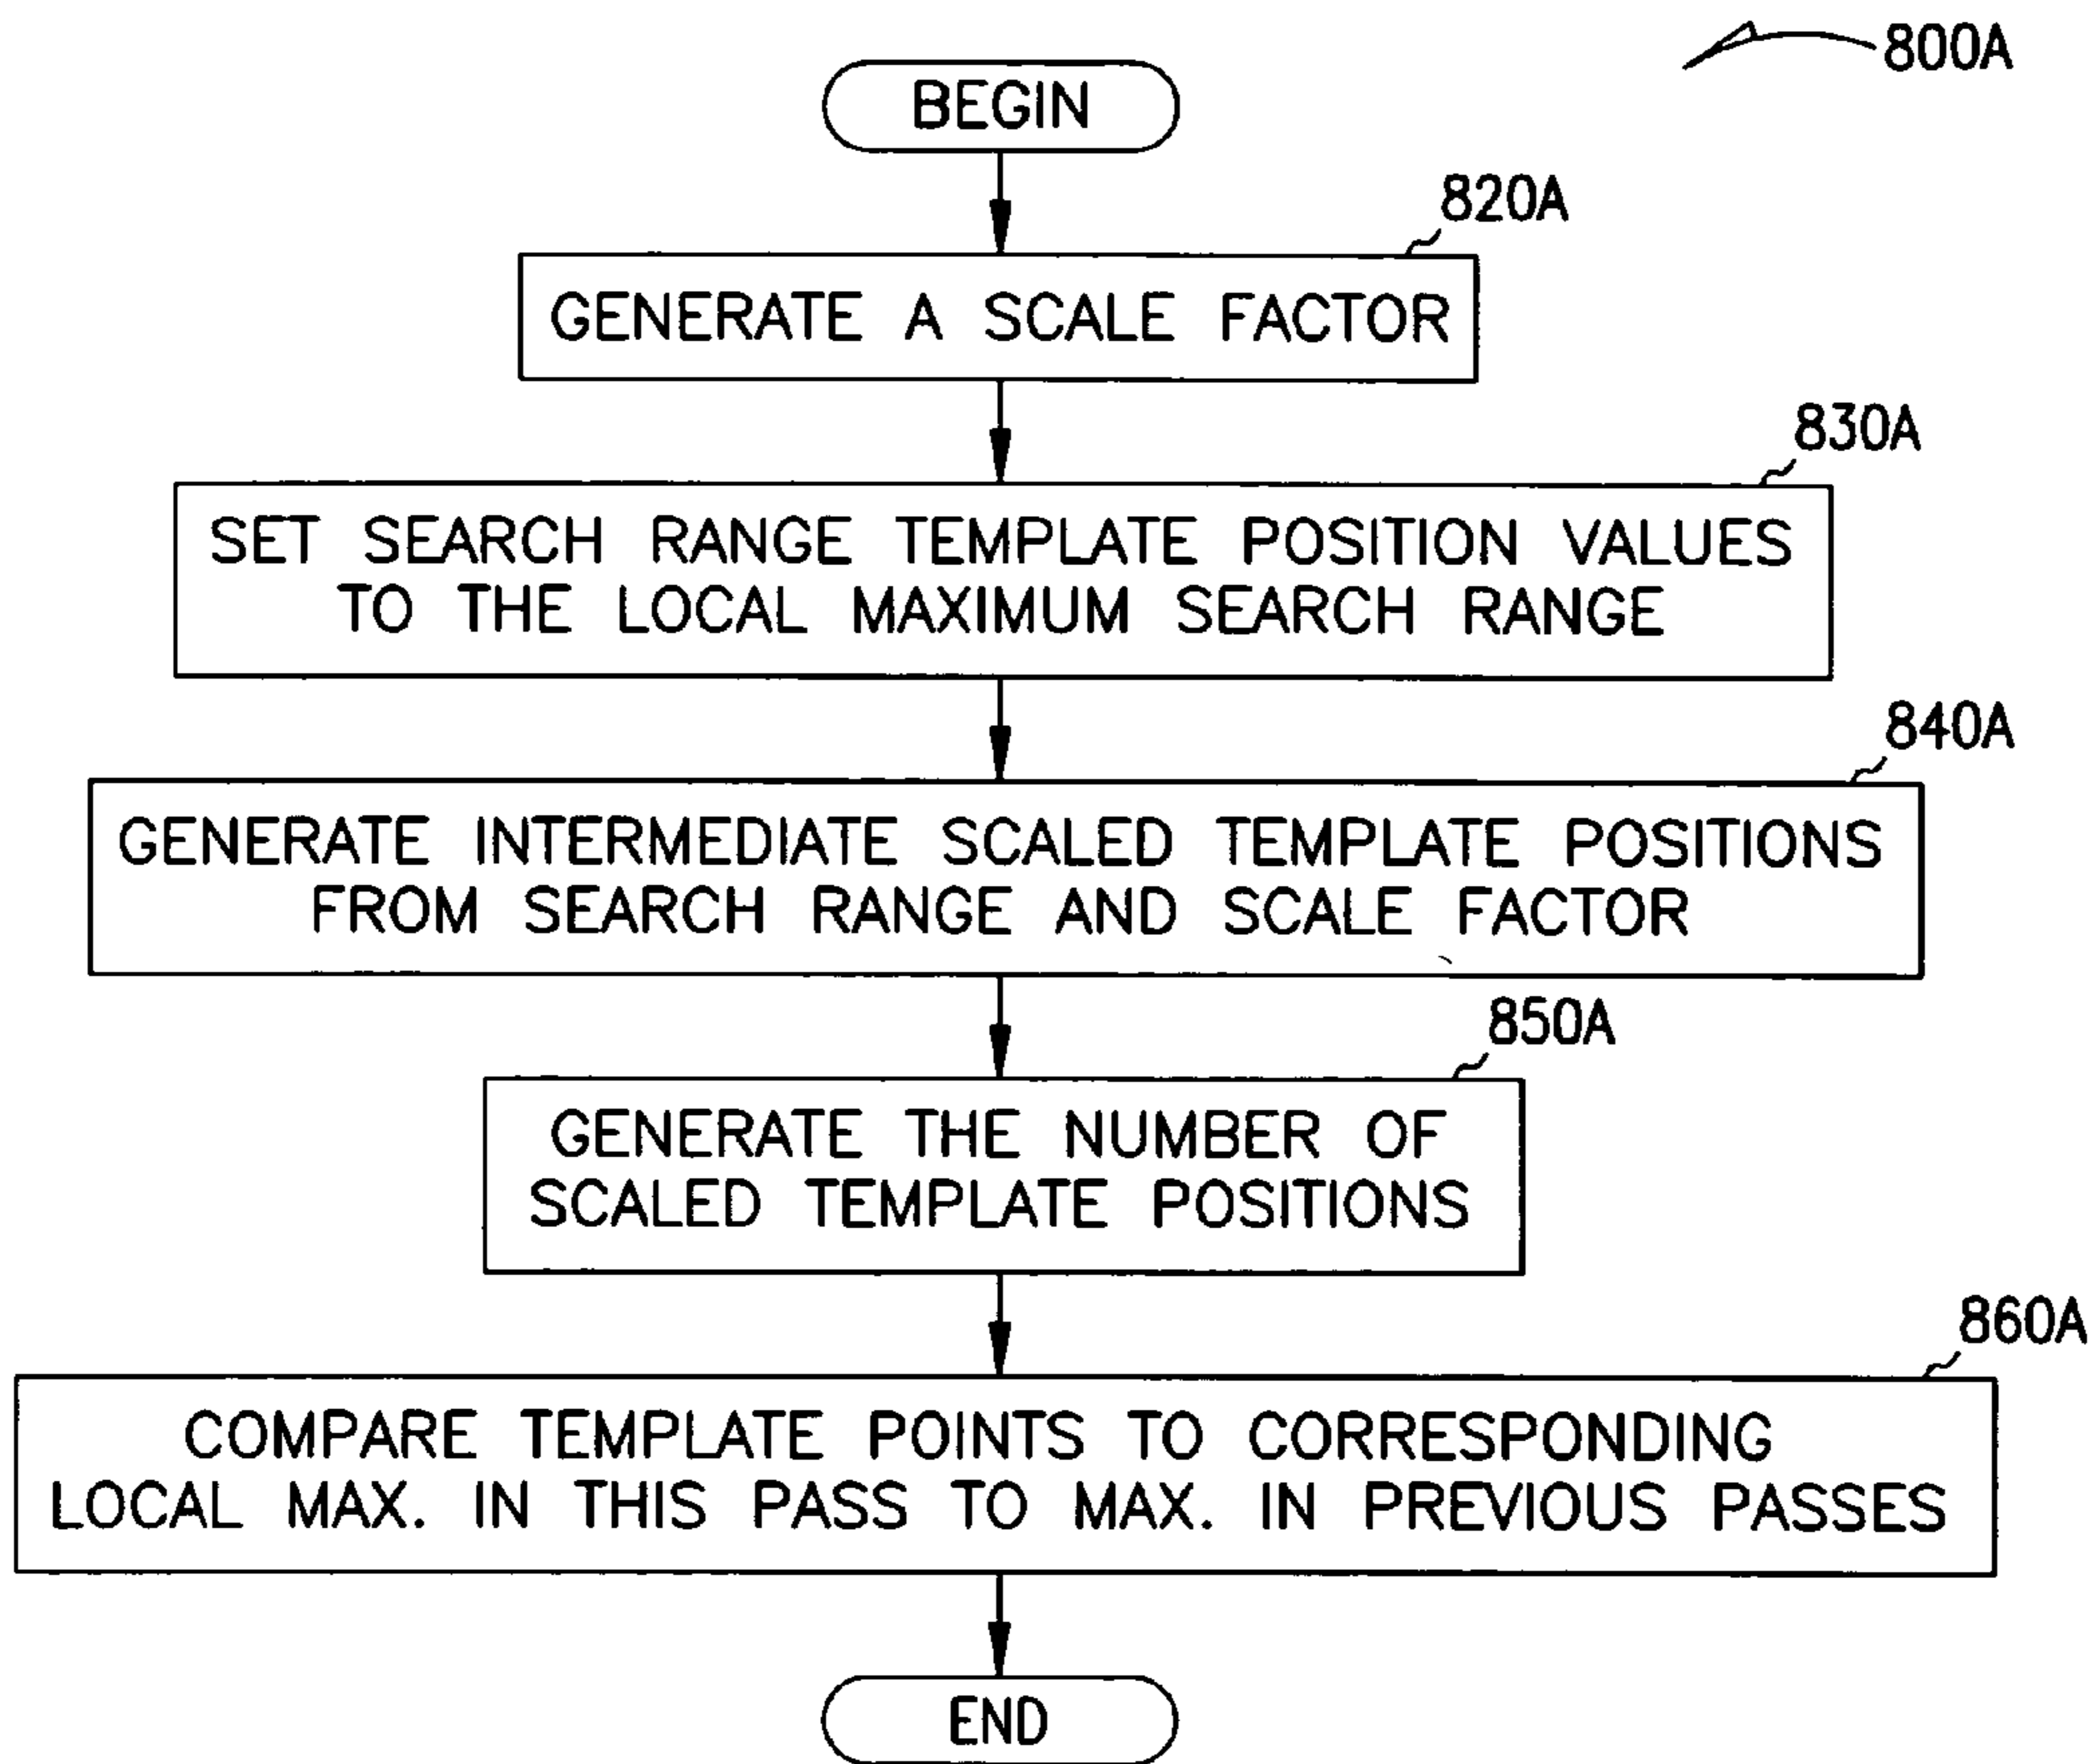 800A
BEGIN
820A
GENERATE A SCALE FACTOR
830A
SET SEARCH RANGE TEMPLATE POSITION VALUES
TO THE LOCAL MAXIMUM SEARCH RANGE
840A
GENERATE INTERMEDIATE SCALED TEMPLATE POSITIONS
FROM SEARCH RANGE AND SCALE FACTOR
850A
GENERATE THE NUMBER OF
SCALED TEMPLATE POSITIONS
860A
COMPARE TEMPLATE POINTS TO CORRESPONDING
LOCAL MAX. IN THIS PASS TO MAX. IN PREVIOUS PASSES
END